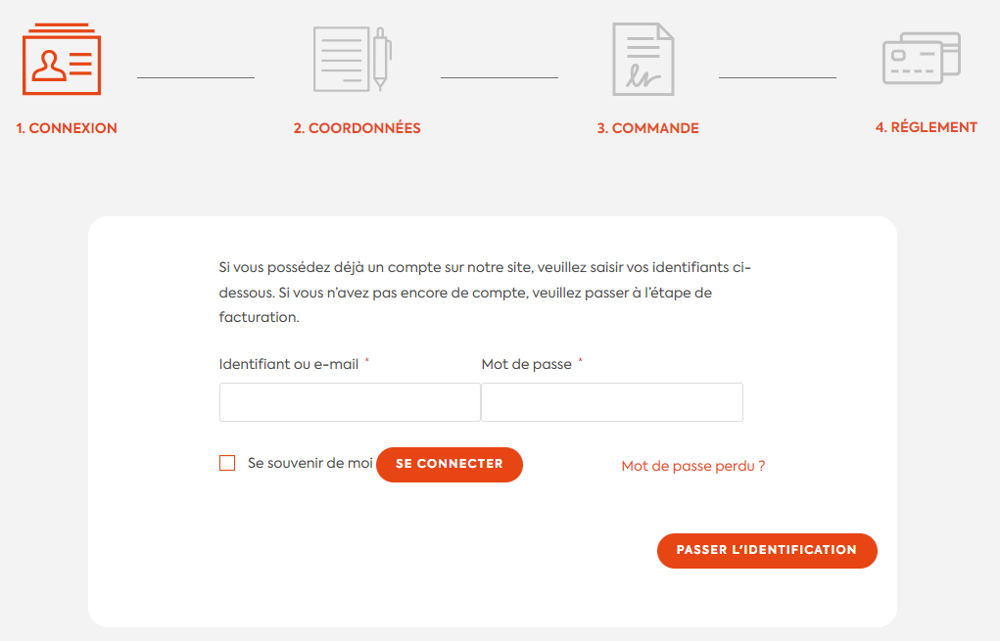 1. CONNEXION
2. COORDONNÉES
3. COMMANDE
4. RÉGLEMENT
Si vous possédez déjà un compte sur notre site, veuillez saisir vos identifiants ci-
dessous. Si vous n’avez pas encore de compte, veuillez passer à l’étape de
facturation.
Identifiant ou e-mail *
Mot de passe *
Se souvenir de moi
SE CONNECTER
Mot de passe perdu ?
PASSER L'IDENTIFICATION